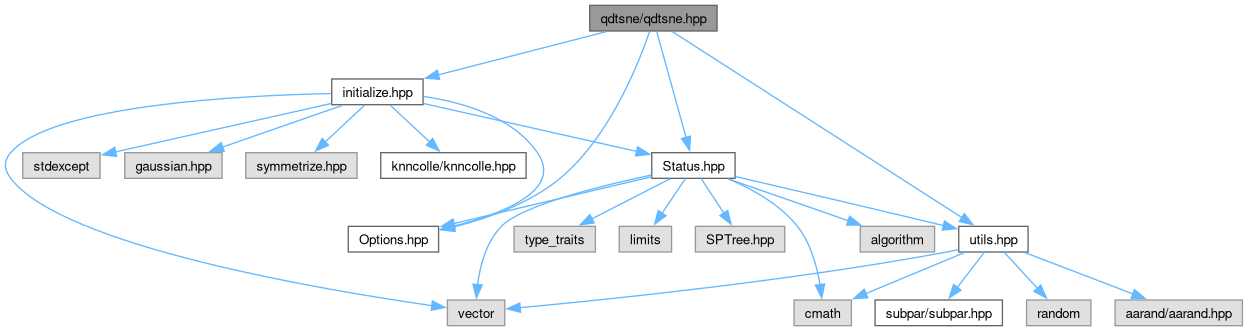 qdtsne/qdtsne.hpp
initialize.hpp
stdexcept
gaussian.hpp
symmetrize.hpp
knncolle/knncolle.hpp
Status.hpp
Options.hpp
type_traits
limits
SPTree.hpp
algorithm
utils.hpp
vector
cmath
subpar/subpar.hpp
random
aarand/aarand.hpp